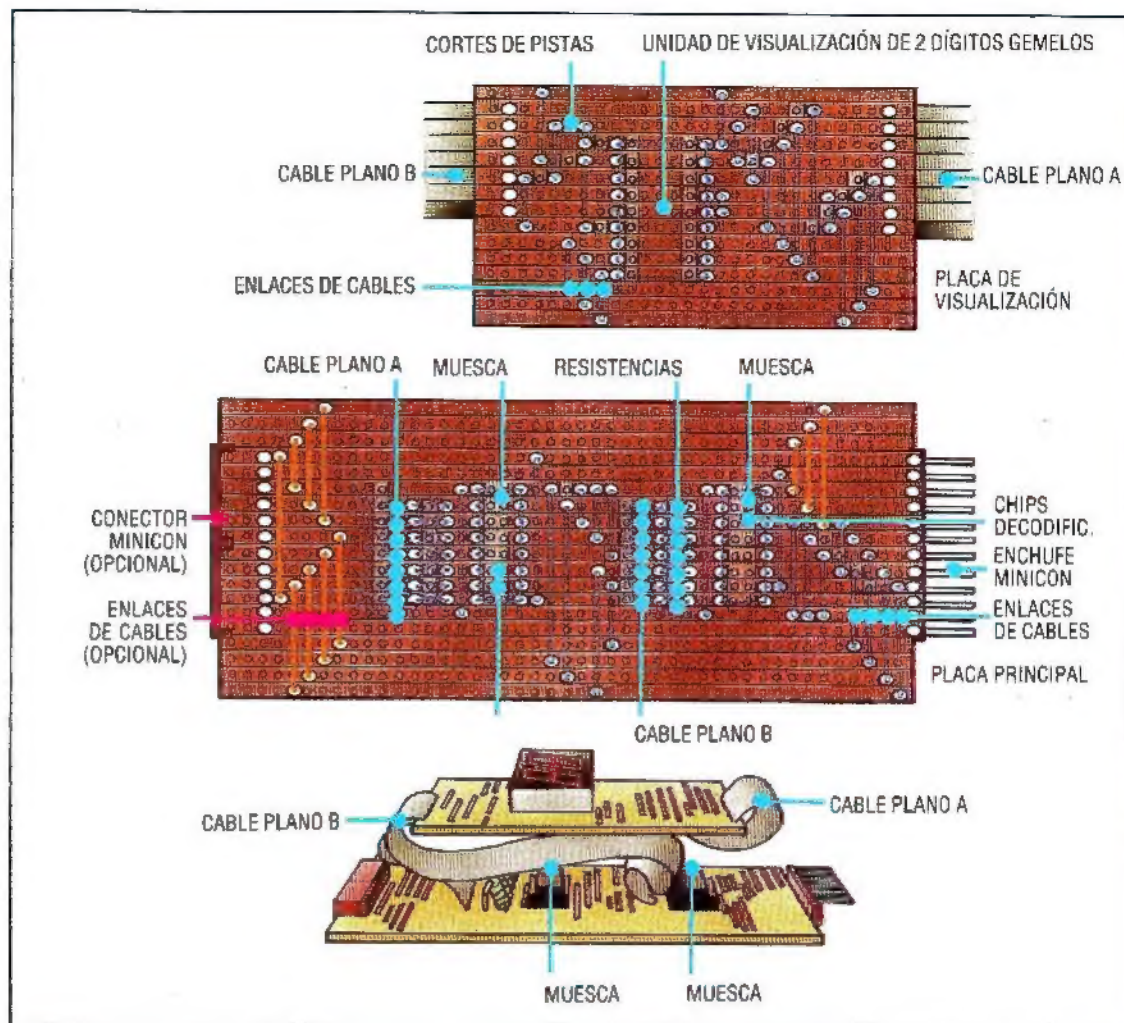 CORTES DE PISTAS
UNIDAD DE VISUALIZACIÓN DE 2 DÍGITOS GEMELOS
CABLE PLANO B
CABLE PLANO A
ENLACES DE CABLES
PLACA DE
VISUALIZACIÓN
CABLE PLANO A
MUESCA
RESISTENCIAS
MUESCA
CONECTOR
MINICON
(OPCIONAL)
ENLACES
DE CABLES
(OPCIONAL)
CHIPS
DECODIFIC.
ENCHUFE
MINICON
ENLACES
DE CABLES
PLACA PRINCIPAL
CABLE PLANO B
CABLE PLANO B
CABLE PLANO A
MUESCA
MUESCA